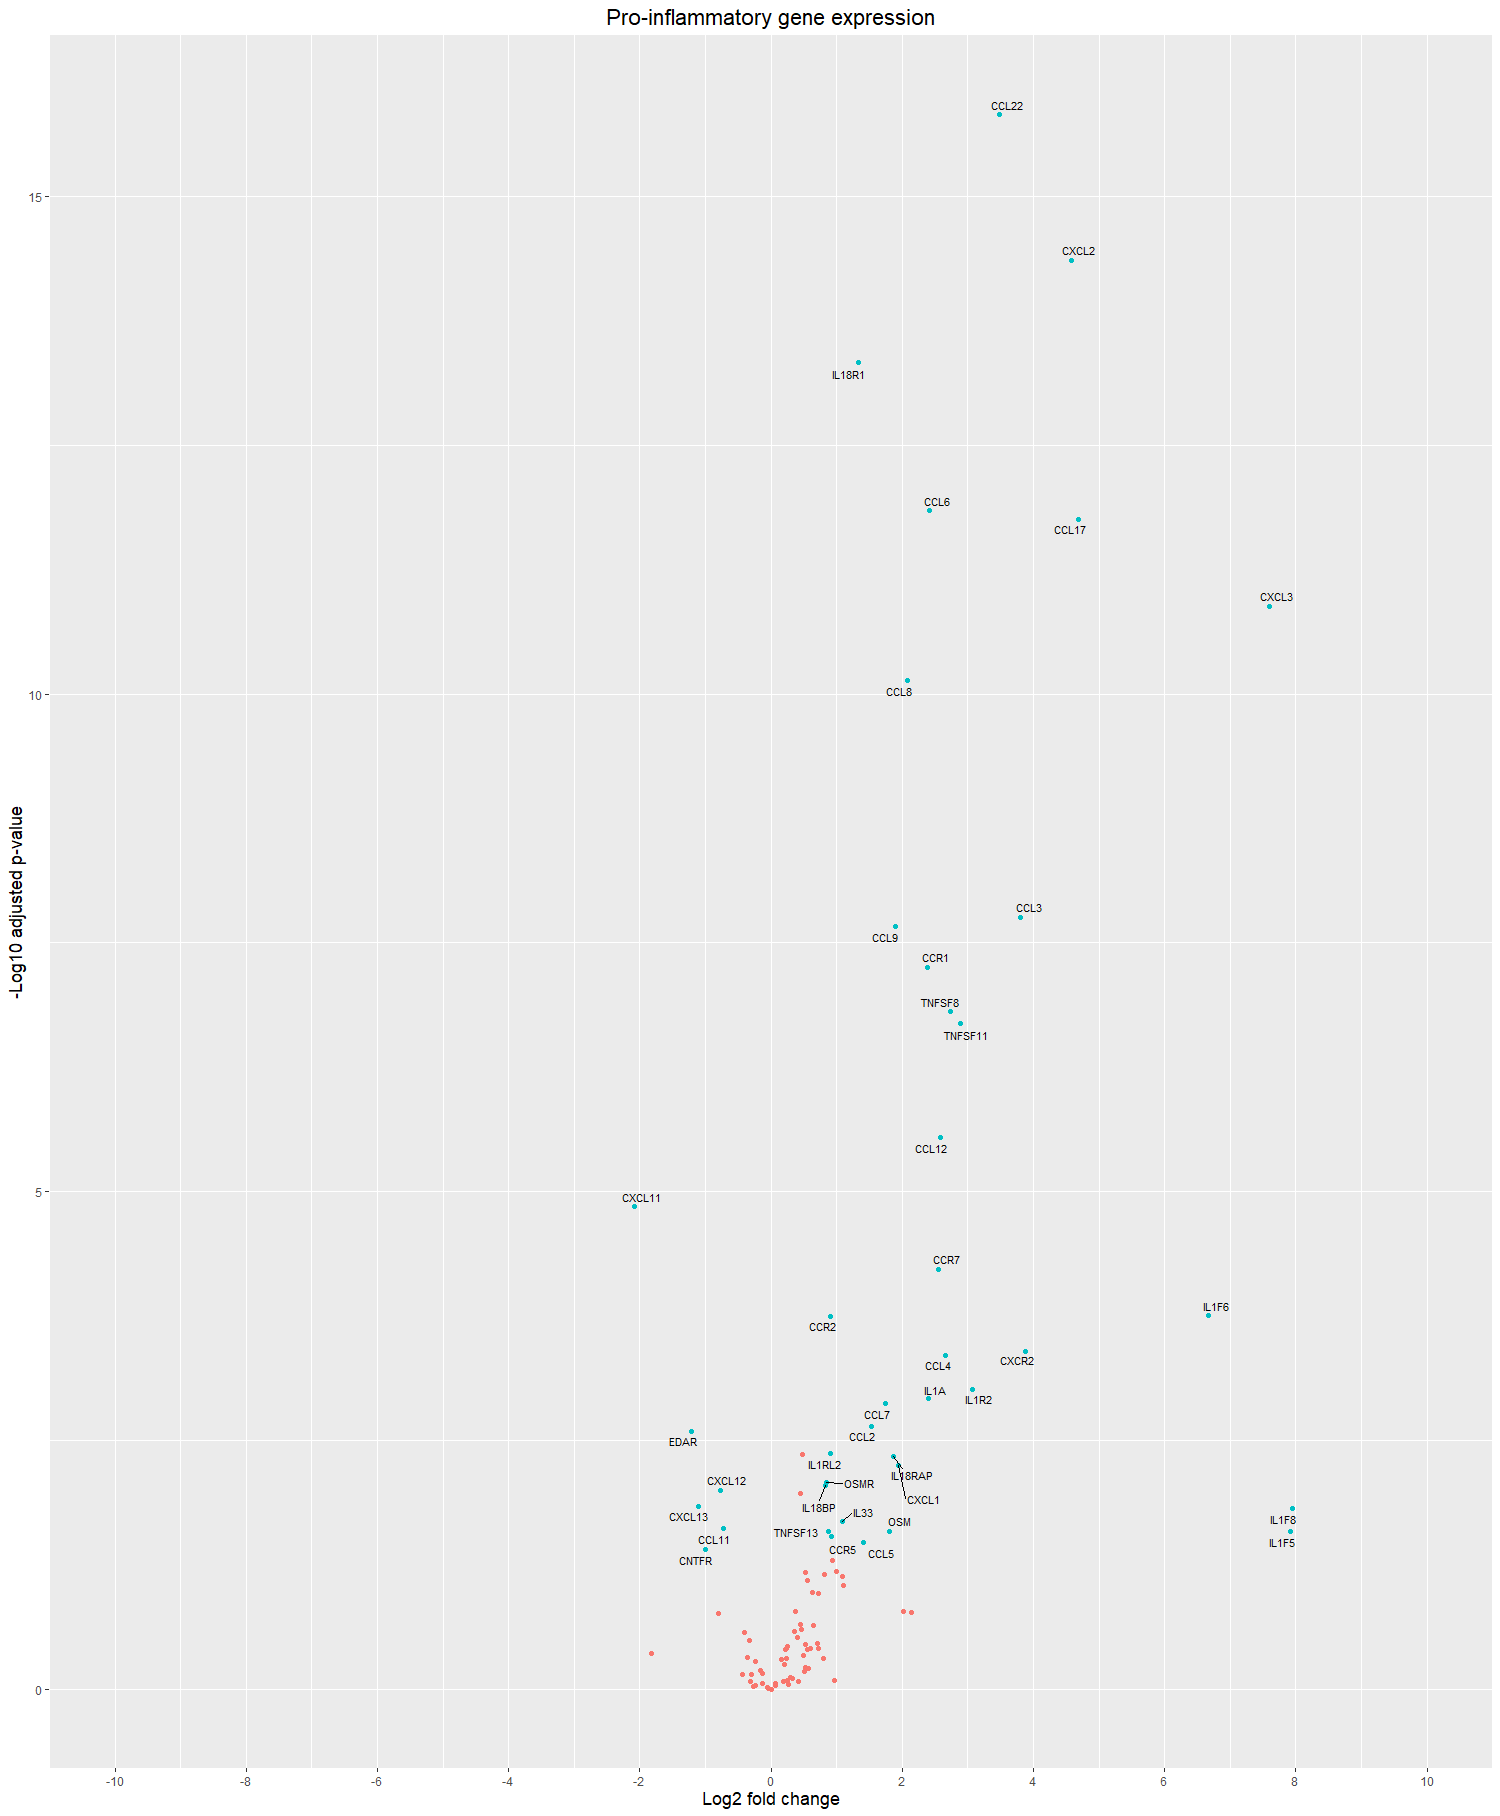 Pro-inflammatory gene expression
CCL22
15
CXCL2
IL18R1
CCL6
CCL17
CXCL3
10
CCL8
-Log10 adjusted p-value
CCL3
CCL9
CCR1
TNFSF8
TNFSF11
CCL12
5
CXCL11
CCR7
IL1F6
CCR2
CXCR2
CCL4
IL1A
IL1R2
CCL7
CCL2
EDAR
IL1RL2
IL18RAP
CXCL12
OSMR
CXCL1
IL18BP
IL33
CXCL13
IL1F8
OSM
TNFSF13
CCL11
IL1F5
CCR5
CCL5
CNTFR
0
-10 -8 -6 -4 -2 0 2 4 6 8 10
Log2 fold change